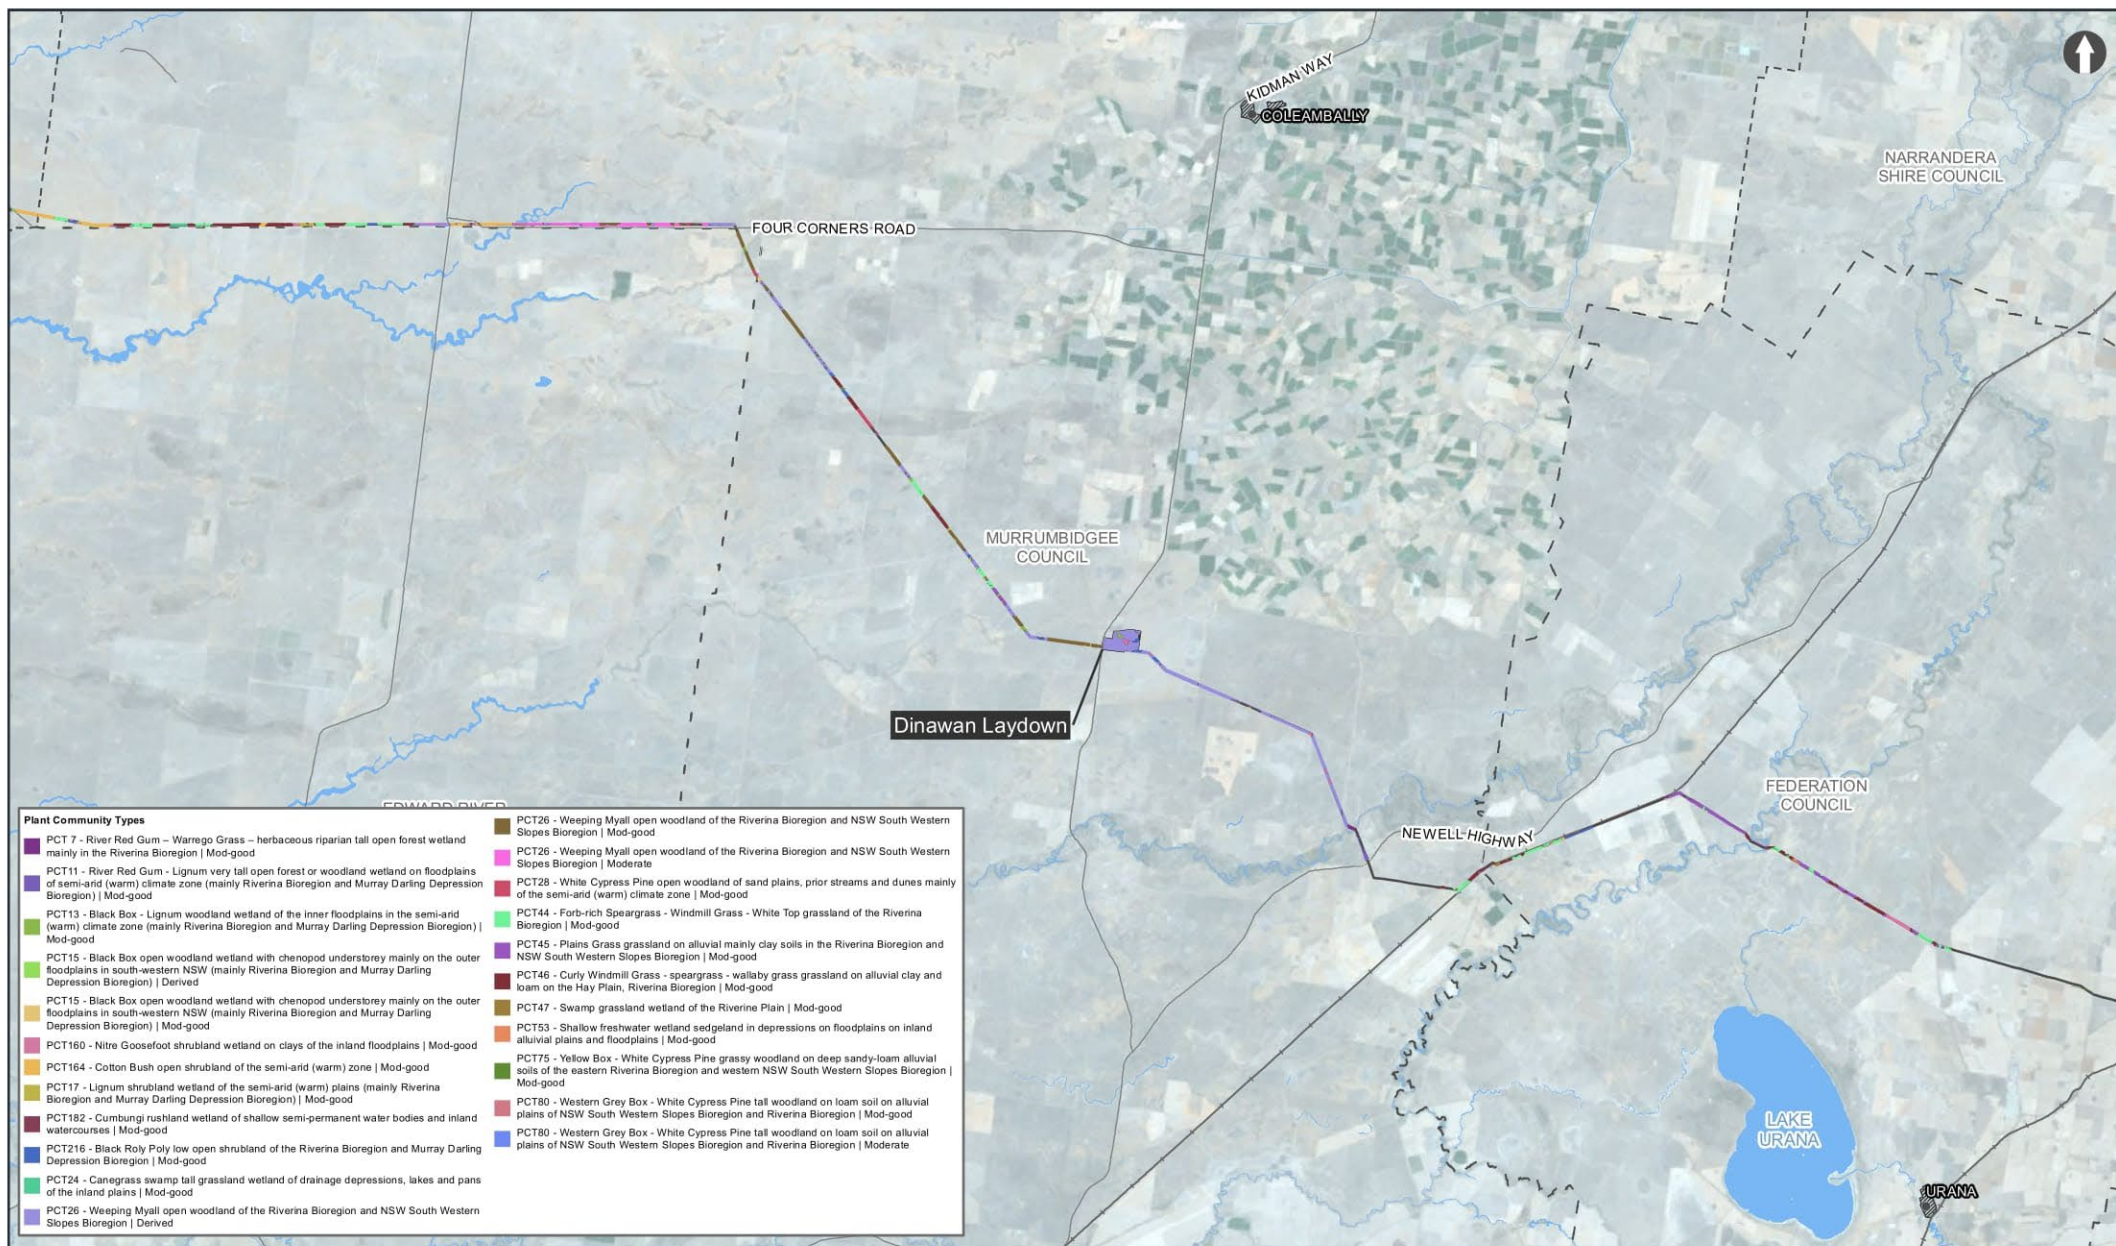 KIDMAN WAY
COLEAMBALLY
NARRANDERA
SHIRE COUNCIL
FOUR CORNERS ROAD
MURRUMBIDGEE
COUNCIL
Dinawan Laydown
FEDERATION
COUNCIL
NEWELL HIGHWAY
EDWARD RIVER
LAKE
URANA
URANA
Plant Community Types
PCT 7 - River Red Gum – Warrego Grass – herbaceous riparian tall open forest wetland
mainly in the Riverina Bioregion | Mod-good
PCT11 - River Red Gum - Lignum very tall open forest or woodland wetland on floodplains
of semi-arid (warm) climate zone (mainly Riverina Bioregion and Murray Darling Depression
Bioregion) | Mod-good
PCT13 - Black Box - Lignum woodland wetland of the inner floodplains in the semi-arid
(warm) climate zone (mainly Riverina Bioregion and Murray Darling Depression Bioregion) |
Mod-good
PCT15 - Black Box open woodland wetland with chenopod understorey mainly on the outer
floodplains in south-western NSW (mainly Riverina Bioregion and Murray Darling
Depression Bioregion) | Derived
PCT15 - Black Box open woodland wetland with chenopod understorey mainly on the outer
floodplains in south-western NSW (mainly Riverina Bioregion and Murray Darling
Depression Bioregion) | Mod-good
PCT160 - Nitre Goosefoot shrubland wetland on clays of the inland floodplains | Mod-good
PCT164 - Cotton Bush open shrubland of the semi-arid (warm) zone | Mod-good
PCT17 - Lignum shrubland wetland of the semi-arid (warm) plains (mainly Riverina
Bioregion and Murray Darling Depression Bioregion) | Mod-good
PCT182 - Cumbungi rushland wetland of shallow semi-permanent water bodies and inland
watercourses | Mod-good
PCT216 - Black Roly Poly low open shrubland of the Riverina Bioregion and Murray Darling
Depression Bioregion | Mod-good
PCT24 - Canegrass swamp tall grassland wetland of drainage depressions, lakes and pans
of the inland plains | Mod-good
PCT26 - Weeping Myall open woodland of the Riverina Bioregion and NSW South Western
Slopes Bioregion | Derived
PCT26 - Weeping Myall open woodland of the Riverina Bioregion and NSW South Western
Slopes Bioregion | Mod-good
PCT26 - Weeping Myall open woodland of the Riverina Bioregion and NSW South Western
Slopes Bioregion | Moderate
PCT28 - White Cypress Pine open woodland of sand plains, prior streams and dunes mainly
of the semi-arid (warm) climate zone | Mod-good
PCT44 - Forb-rich Speargrass - Windmill Grass - White Top grassland of the Riverina
Bioregion | Mod-good
PCT45 - Plains Grass grassland on alluvial mainly clay soils in the Riverina Bioregion and
NSW South Western Slopes Bioregion | Mod-good
PCT46 - Curly Windmill Grass - speargrass - wallaby grass grassland on alluvial clay and
loam on the Hay Plain, Riverina Bioregion | Mod-good
PCT47 - Swamp grassland wetland of the Riverine Plain | Mod-good
PCT53 - Shallow freshwater wetland sedgeland in depressions on floodplains on inland
alluivial plains and floodplains | Mod-good
PCT75 - Yellow Box - White Cypress Pine grassy woodland on deep sandy-loam alluvial
soils of the eastern Riverina Bioregion and western NSW South Western Slopes Bioregion |
Mod-good
PCT80 - Western Grey Box - White Cypress Pine tall woodland on loam soil on alluvial
plains of NSW South Western Slopes Bioregion and Riverina Bioregion | Mod-good
PCT80 - Western Grey Box - White Cypress Pine tall woodland on loam soil on alluvial
plains of NSW South Western Slopes Bioregion and Riverina Bioregion | Moderate